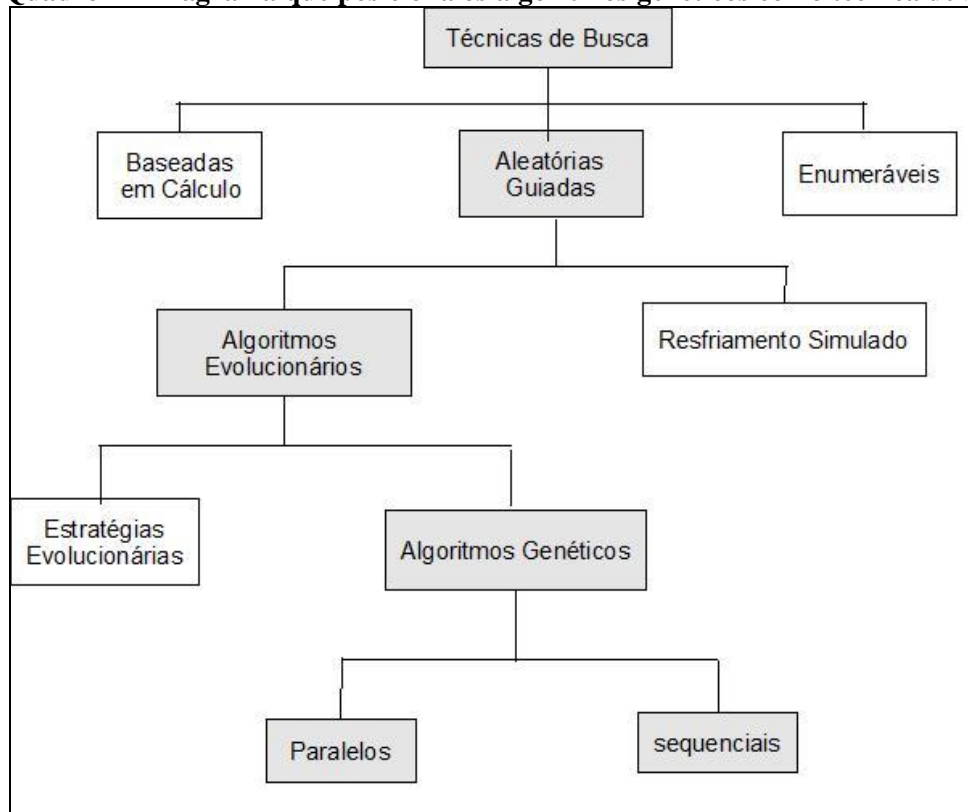 Técnicas de Busca
Baseadas
em Cálculo
Aleatórias
Guiadas
Enumeráveis
Algoritmos
Evolucionários
Resfriamento Simulado
Estratégias
Evolucionárias
Algoritmos Genéticos
Paralelos
sequenciais